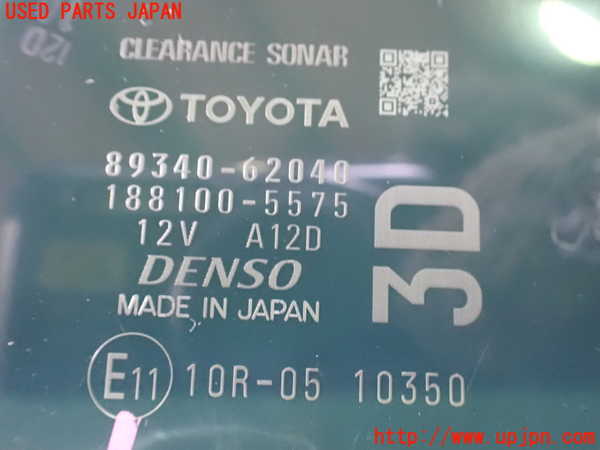 USED PARTS JAPAN
120
CLEARANCE SONAR
TOYOTA
89340-62040
188100-5575
12V A12D
DENSO
MADE IN JAPAN
3D
E11 10R-05 10350
http://www.upjpn.com/